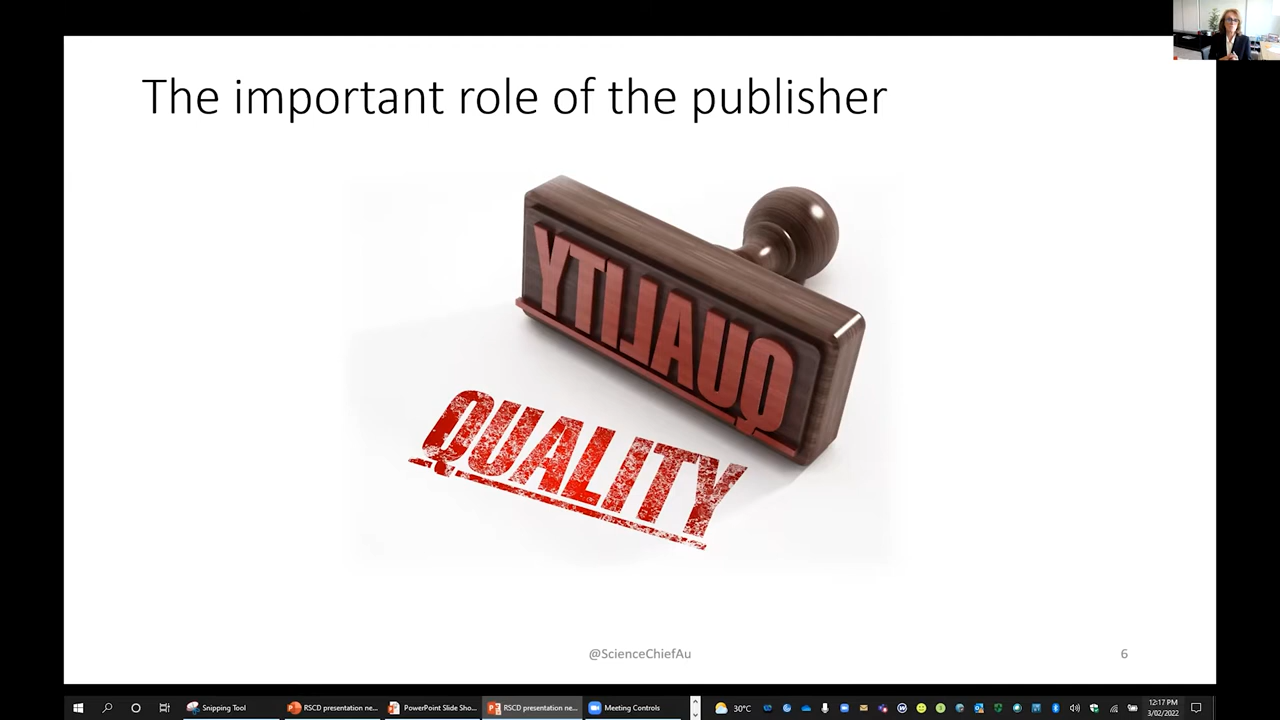 The important role of the publisher
QUALITY
QUALITY
@ScienceChiefAu
6
Snipping Tool
RSCD presentation ne...
PowerPoint Slide Sho...
RSCD presentation ne...
Meeting Controls
30°C
12:17 PM
3/02/2022